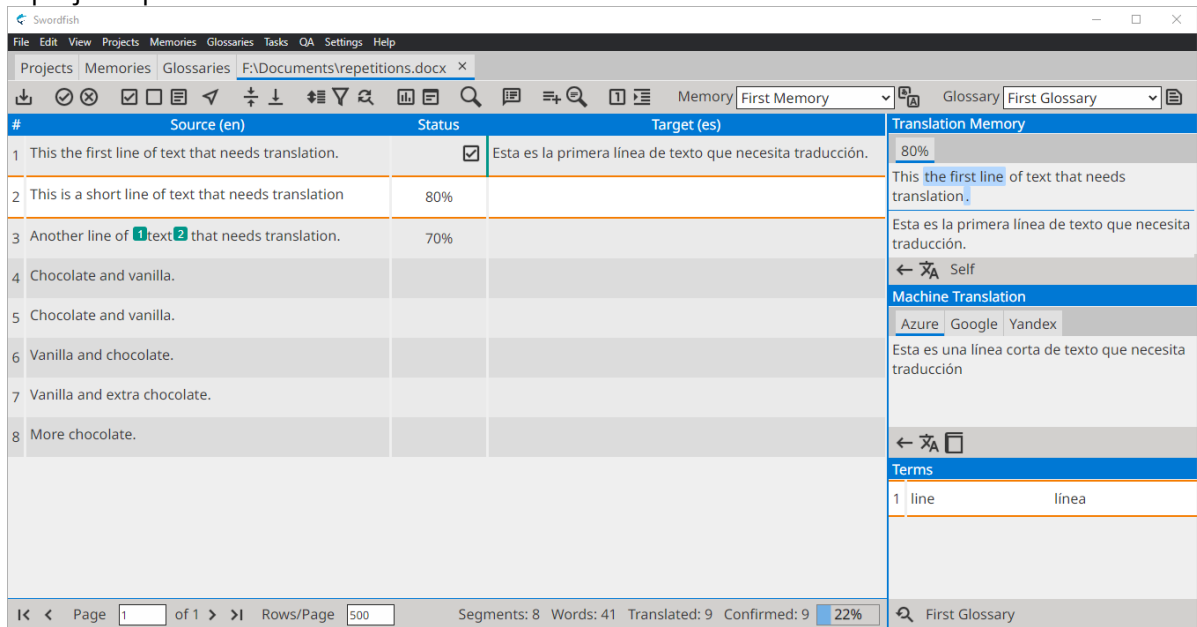 Swordfish
File Edit View Projects Memories Glossaries Tasks QA Settings Help
Projects Memories Glossaries F:\Documents\repetitions.docx ×
Memory First Memory Glossary First Glossary
# Source (en) Status Target (es)
1 This the first line of text that needs translation. Esta es la primera línea de texto que necesita traducción.
2 This is a short line of text that needs translation 80%
3 Another line of 1 text 2 that needs translation. 70%
4 Chocolate and vanilla.
5 Chocolate and vanilla.
6 Vanilla and chocolate.
7 Vanilla and extra chocolate.
8 More chocolate.
Translation Memory
80%
This the first line of text that needs
translation.
Esta es la primera línea de texto que necesita
traducción.
Self
Machine Translation
Azure Google Yandex
Esta es una línea corta de texto que necesita
traducción
Terms
1 line línea
Page 1 of 1 Rows/Page 500 Segments: 8 Words: 41 Translated: 9 Confirmed: 9 22%
First Glossary